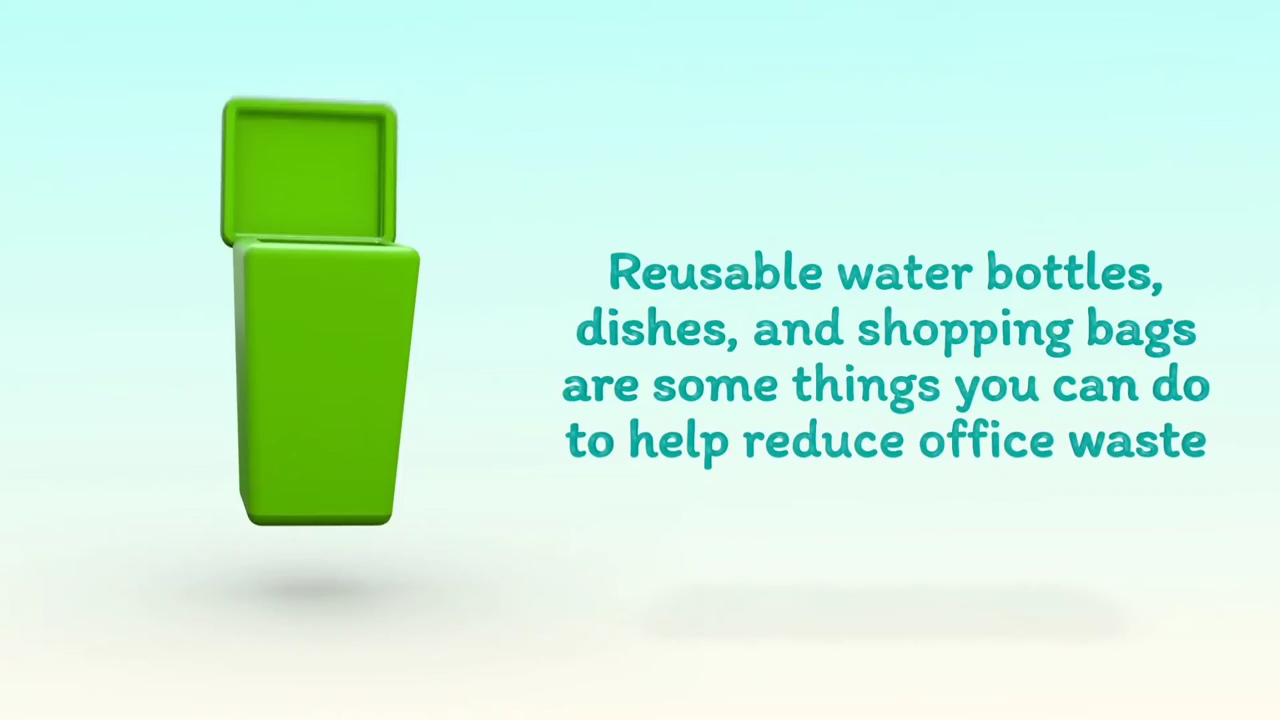 Reusable water bottles,
dishes, and shopping bags
are some things you can do
to help reduce office waste